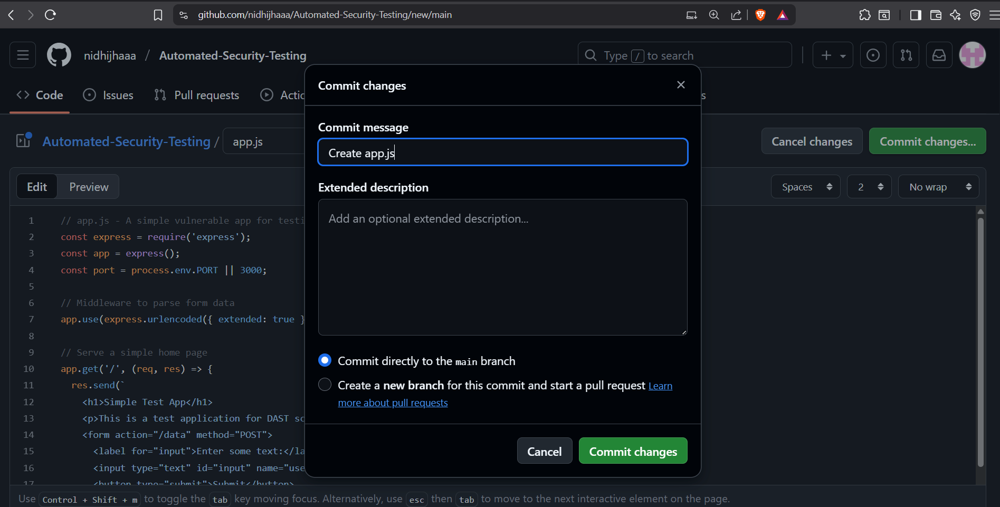 github.com/nidhijhaaa/Automated-Security-Testing/new/main
nidhijhaaa / Automated-Security-Testing
Type / to search
Code Issues Pull requests Actio s
Automated-Security-Testing / app.js
Cancel changes Commit changes...
Edit Preview
Spaces 2 No wrap
1 // app.js - A simple vulnerable app for testi
2 const express = require('express');
3 const app = express();
4 const port = process.env.PORT || 3000;
5
6 // Middleware to parse form data
7 app.use(express.urlencoded({ extended: true }
8
9 // Serve a simple home page
10 app.get('/', (req, res) => {
11 res.send(`
12 <h1>Simple Test App</h1>
13 <p>This is a test application for DAST sc
14 <form action="/data" method="POST">
15 <label for="input">Enter some text:</la
16 <input type="text" id="input" name="use
17 <button type="submit">Submit</button>
Commit changes
Commit message
Create app.js
Extended description
Add an optional extended description...
Commit directly to the main branch
Create a new branch for this commit and start a pull request Learn
more about pull requests
Cancel Commit changes
Use Control + Shift + m to toggle the tab key moving focus. Alternatively, use esc then tab to move to the next interactive element on the page.